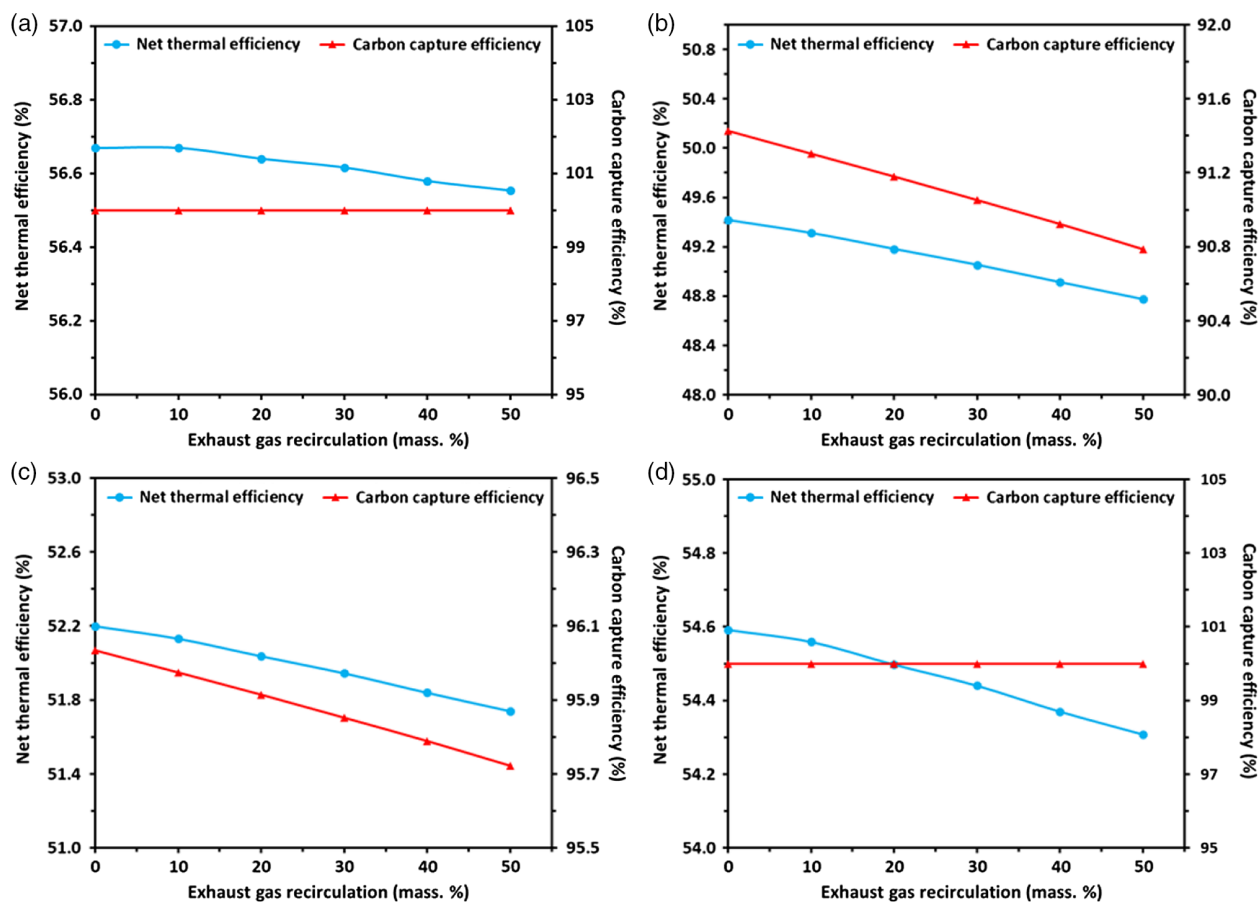 (a)
Net thermal efficiency
Carbon capture efficiency
57.0
56.8
56.6
56.4
56.2
56.0
Net thermal efficiency (%)
105
103
101
99
97
95
Carbon capture efficiency (%)
0 10 20 30 40 50
Exhaust gas recirculation (mass. %)
(b)
Net thermal efficiency
Carbon capture efficiency
50.8
50.4
50.0
49.6
49.2
48.8
48.4
48.0
Net thermal efficiency (%)
92.0
91.6
91.2
90.8
90.4
90.0
Carbon capture efficiency (%)
0 10 20 30 40 50
Exhaust gas recirculation (mass. %)
(c)
Net thermal efficiency
Carbon capture efficiency
53.0
52.6
52.2
51.8
51.4
51.0
Net thermal efficiency (%)
96.5
96.3
96.1
95.9
95.7
95.5
Carbon capture efficiency (%)
0 10 20 30 40 50
Exhaust gas recirculation (mass. %)
(d)
Net thermal efficiency
Carbon capture efficiency
55.0
54.8
54.6
54.4
54.2
54.0
Net thermal efficiency (%)
105
103
101
99
97
95
Carbon capture efficiency (%)
0 10 20 30 40 50
Exhaust gas recirculation (mass. %)